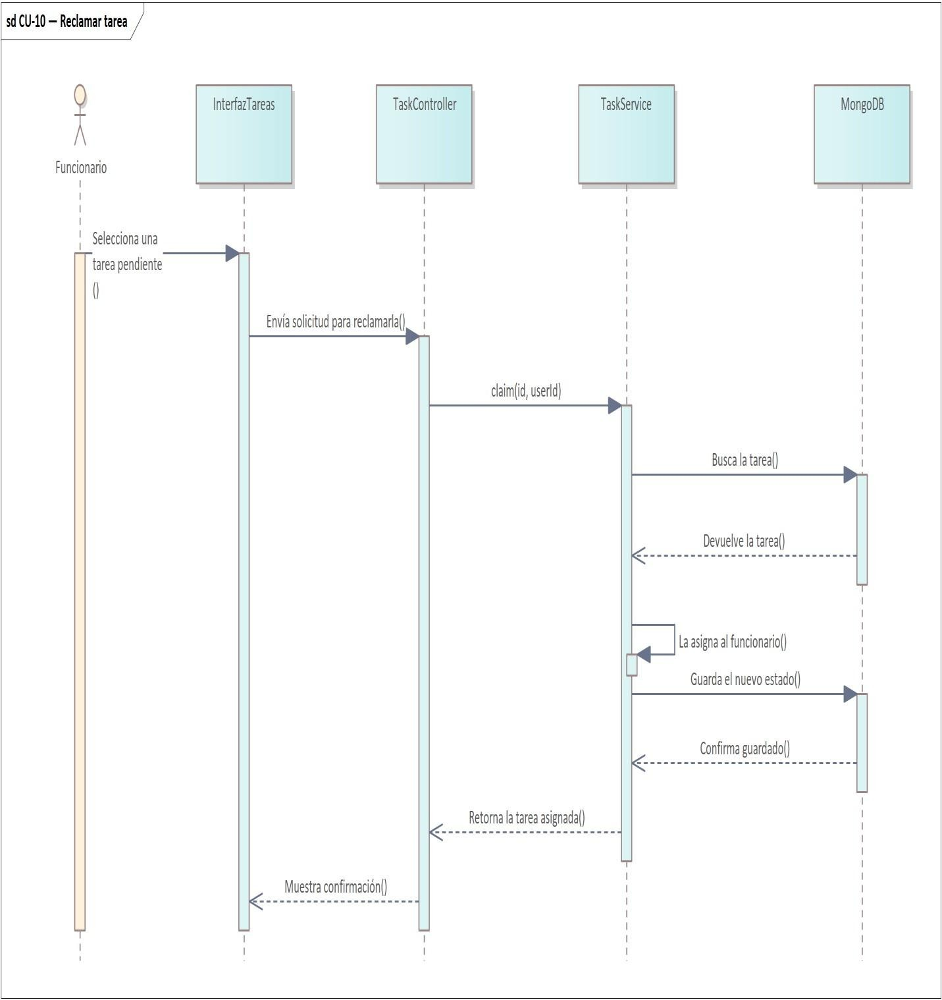 sd CU-10 — Reclamar tarea
Funcionario
InterfazTareas
TaskController
TaskService
MongoDB
Selecciona una
tarea pendiente
()
Envía solicitud para reclamarla()
claim(id, userId)
Busca la tarea()
Devuelve la tarea()
La asigna al funcionario()
Guarda el nuevo estado()
Confirma guardado()
Retorna la tarea asignada()
Muestra confirmación()